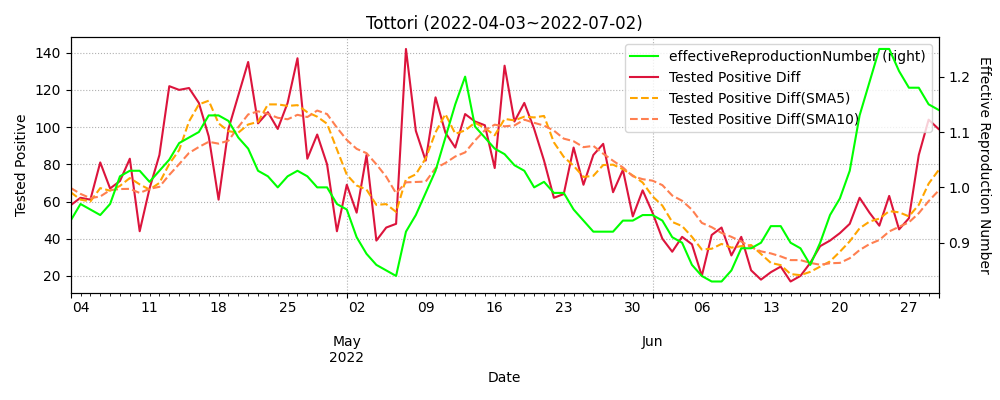 Tottori (2022-04-03~2022-07-02)
effectiveReproductionNumber (right)
Tested Positive Diff
Tested Positive Diff(SMA5)
Tested Positive Diff(SMA10)
Tested Positive
140
120
100
80
60
40
20
1.2
1.1
1.0
0.9
Effective Reproduction Number
04 11 18 25 02 09 16 23 30 06 13 20 27
May Jun
2022
Date